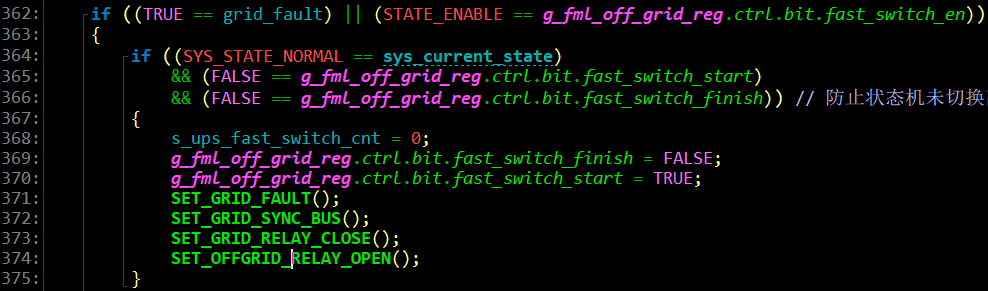 362: if ((TRUE == grid_fault) || (STATE_ENABLE == g_fml_off_grid_reg.ctrl.bit.fast_switch_en))
363: {
364: if ((SYS_STATE_NORMAL == sys_current_state)
365: && (FALSE == g_fml_off_grid_reg.ctrl.bit.fast_switch_start)
366: && (FALSE == g_fml_off_grid_reg.ctrl.bit.fast_switch_finish)) // 防止状态机未切换
367: {
368: s_ups_fast_switch_cnt = 0;
369: g_fml_off_grid_reg.ctrl.bit.fast_switch_finish = FALSE;
370: g_fml_off_grid_reg.ctrl.bit.fast_switch_start = TRUE;
371: SET_GRID_FAULT();
372: SET_GRID_SYNC_BUS();
373: SET_GRID_RELAY_CLOSE();
374: SET_OFFGRID_RELAY_OPEN();
375: }